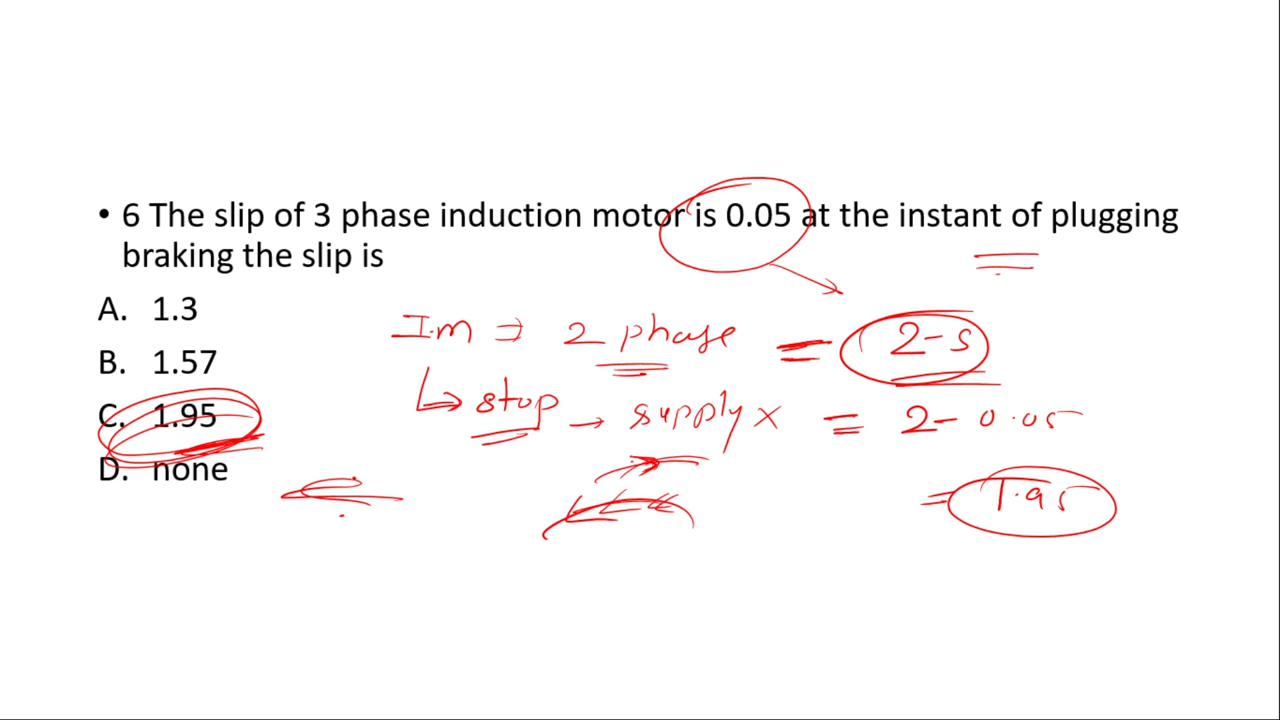 • 6 The slip of 3 phase induction motor is 0.05 at the instant of plugging
braking the slip is
A. 1.3
B. 1.57
C. 1.95
D. none
I.m ⇒ 2 phase = 2-s
↳ stop → supply x = 2-0.05
= 1.95